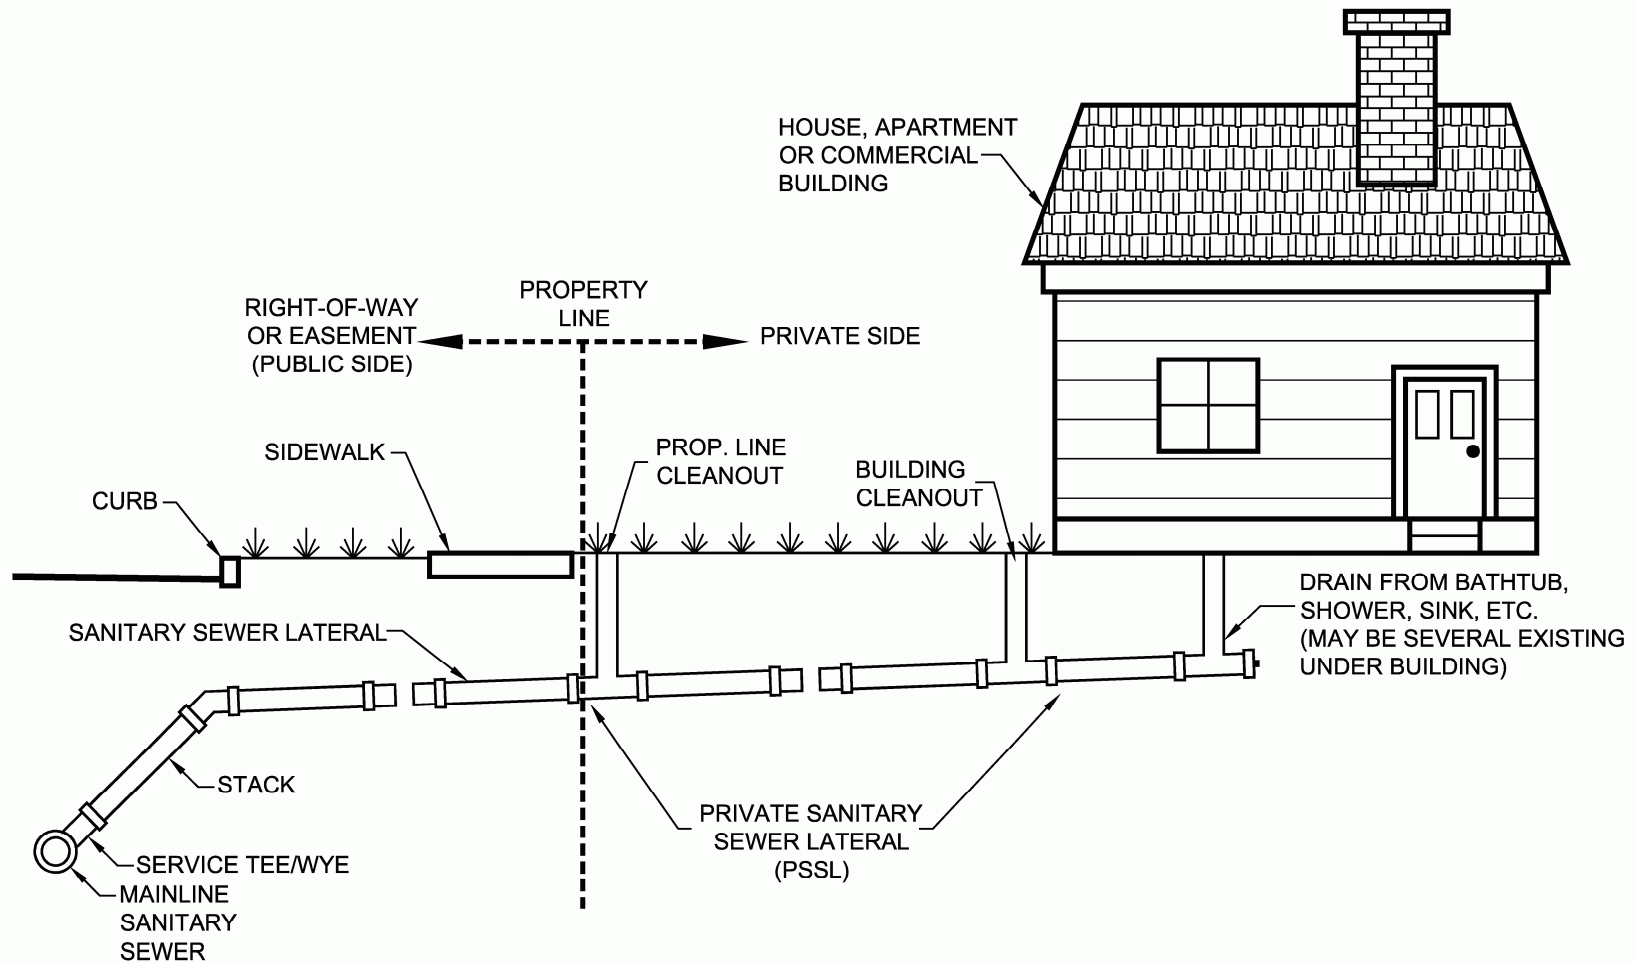 HOUSE, APARTMENT
OR COMMERCIAL
BUILDING
PROPERTY
LINE
RIGHT-OF-WAY
OR EASEMENT
(PUBLIC SIDE)
PRIVATE SIDE
SIDEWALK
PROP. LINE
CLEANOUT
BUILDING
CLEANOUT
CURB
DRAIN FROM BATHTUB,
SHOWER, SINK, ETC.
(MAY BE SEVERAL EXISTING
UNDER BUILDING)
SANITARY SEWER LATERAL
STACK
PRIVATE SANITARY
SEWER LATERAL
(PSSL)
SERVICE TEE/WYE
MAINLINE
SANITARY
SEWER